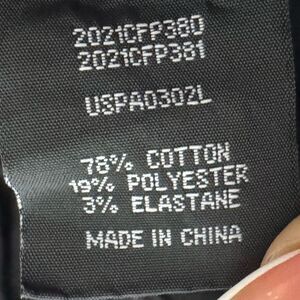 2021CFP380
2021CFP381
USPA0302L
78% COTTON
19% POLYESTER
3% ELASTANE
MADE IN CHINA